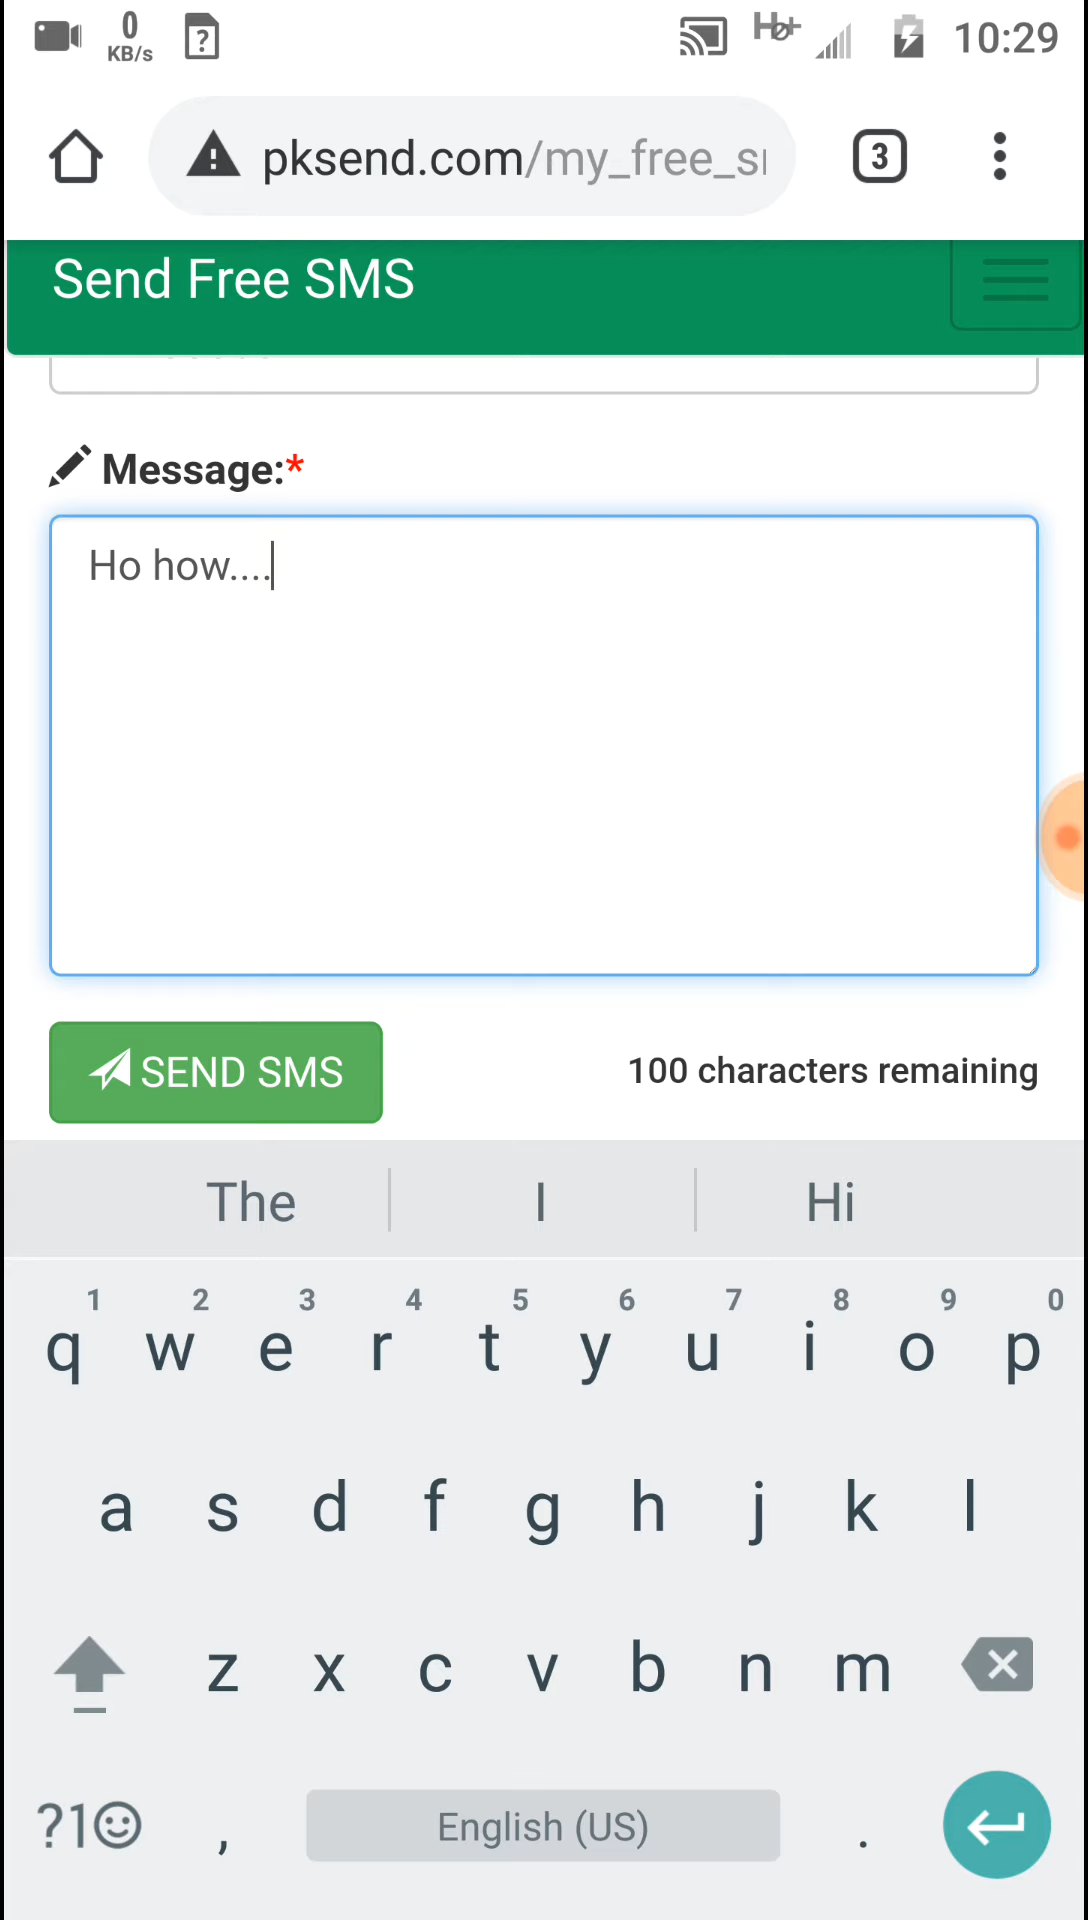 0
KB/s
?
H+
10:29
pksend.com/my_free_s
3
Send Free SMS
Message:*
Ho how....
SEND SMS
100 characters remaining
The I Hi
1 2 3 4 5 6 7 8 9 0
q w e r t y u i o p
a s d f g h j k l
z x c v b n m
?1☺ , English (US) .